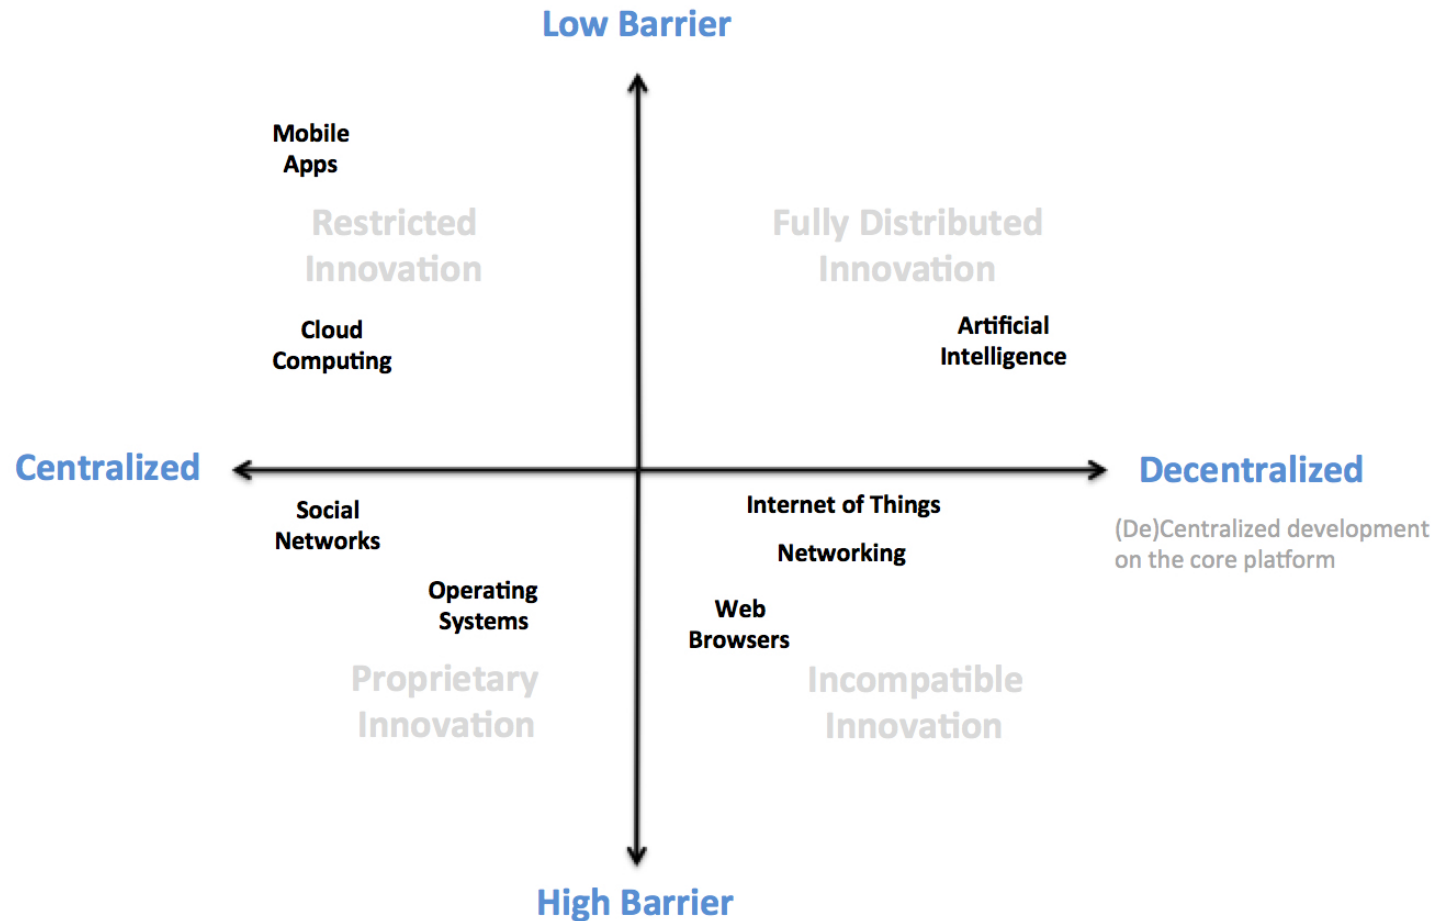 Low Barrier
Mobile
Apps
Restricted
Innovation
Fully Distributed
Innovation
Cloud
Computing
Artificial
Intelligence
Centralized
Decentralized
(De)Centralized development
on the core platform
Social
Networks
Internet of Things
Networking
Operating
Systems
Web
Browsers
Proprietary
Innovation
Incompatible
Innovation
High Barrier